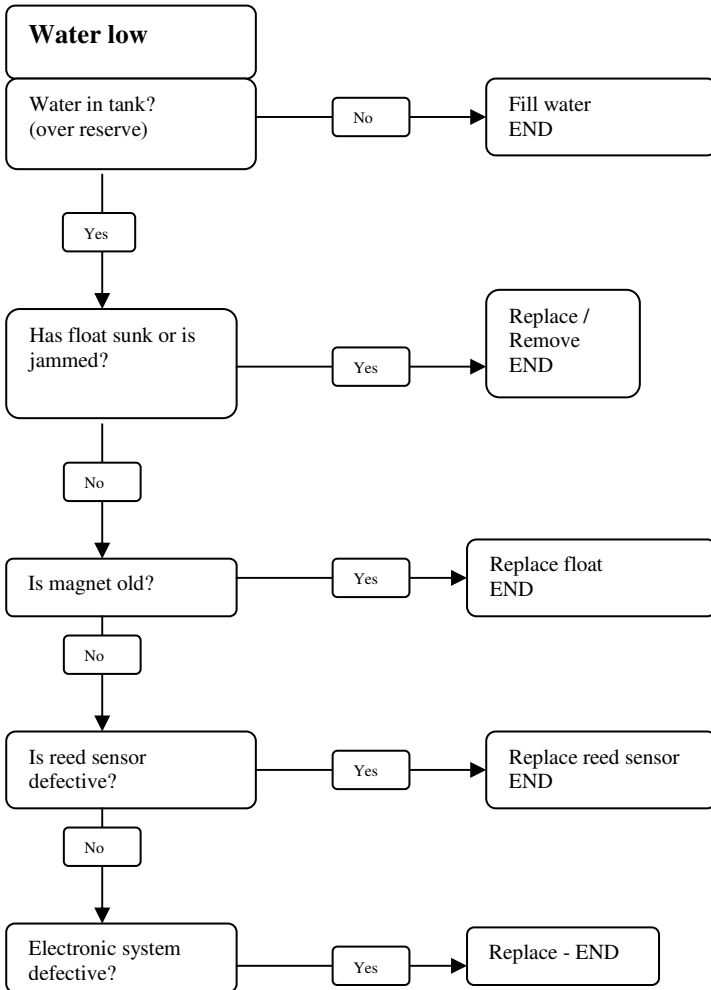 Water low
Water in tank?
(over reserve)
No
Fill water
END
Yes
Has float sunk or is
jammed?
Yes
Replace /
Remove
END
No
Is magnet old?
Yes
Replace float
END
No
Is reed sensor
defective?
Yes
Replace reed sensor
END
No
Electronic system
defective?
Yes
Replace - END